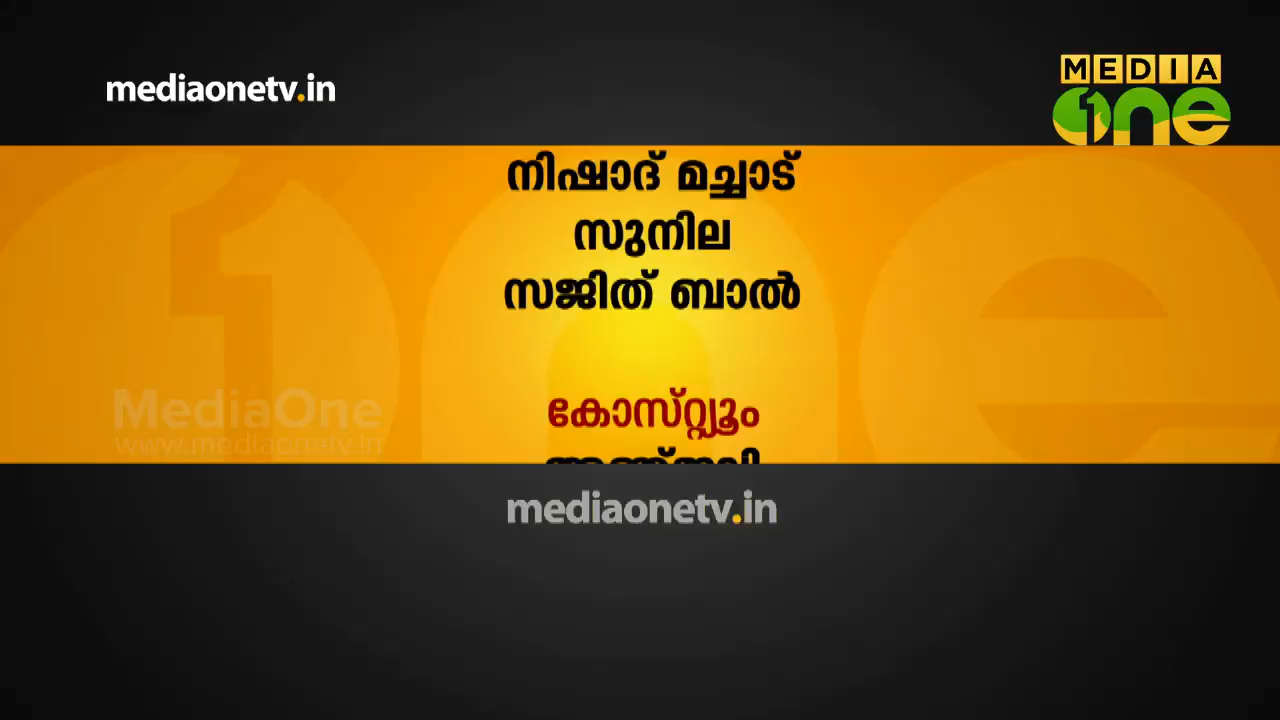 mediaonetv.in
MEDIA
one
നിഷാദ് മച്ചാട്
സുനില
സജിത് ബാൽ
കോസ്റ്റ്യൂം
MediaOne
www.mediaonetv.in
mediaonetv.in